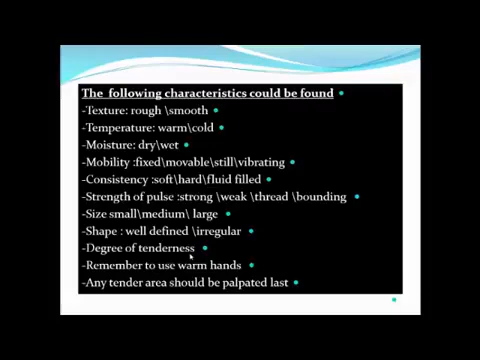 The following characteristics could be found
-Texture: rough \smooth
-Temperature: warm\cold
-Moisture: dry\wet
-Mobility :fixed\movable\still\vibrating
-Consistency :soft\hard\fluid filled
-Strength of pulse :strong \weak \thread \bounding
-Size small\medium\ large
-Shape : well defined \irregular
-Degree of tenderness
-Remember to use warm hands
-Any tender area should be palpated last